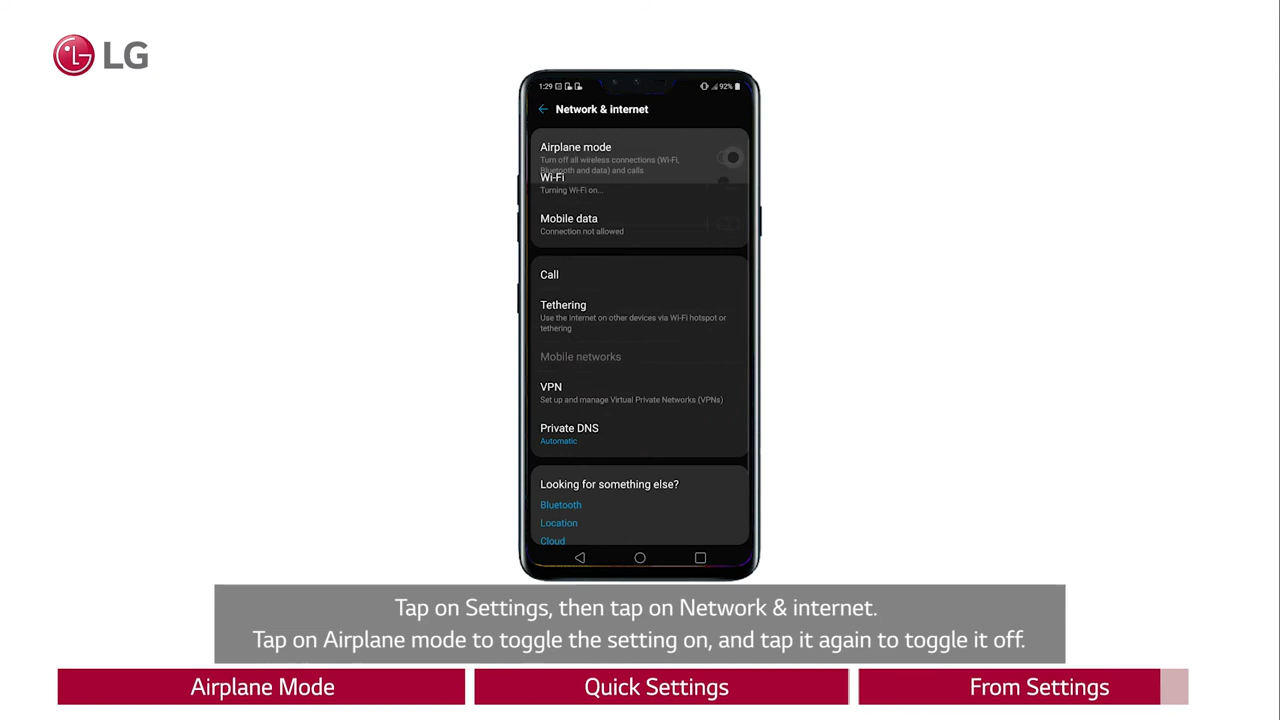 LG
1:29
92%
Network & internet
Airplane mode
Turn off all wireless connections (Wi-Fi,
Bluetooth and data) and calls
Wi-Fi
Turning Wi-Fi on...
Mobile data
Connection not allowed
Call
Tethering
Use the internet on other devices via Wi-Fi hotspot or
tethering
Mobile networks
VPN
Set up and manage Virtual Private Networks (VPNs)
Private DNS
Automatic
Looking for something else?
Bluetooth
Location
Cloud
Tap on Settings, then tap on Network & internet.
Tap on Airplane mode to toggle the setting on, and tap it again to toggle it off.
Airplane Mode
Quick Settings
From Settings